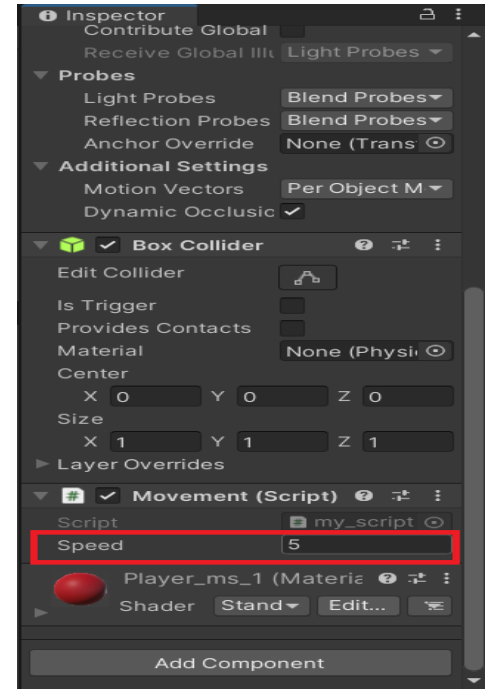 Inspector
Contribute Global
Receive Global Illu Light Probes
Probes
Light Probes Blend Probes
Reflection Probes Blend Probes
Anchor Override None (Trans
Additional Settings
Motion Vectors Per Object M
Dynamic Occlusic
Box Collider
Edit Collider
Is Trigger
Provides Contacts
Material None (Physi
Center
X 0 Y 0 Z 0
Size
X 1 Y 1 Z 1
Layer Overrides
# Movement (Script)
Script # my_script
Speed 5
Player_ms_1 (Materia
Shader Stand Edit...
Add Component